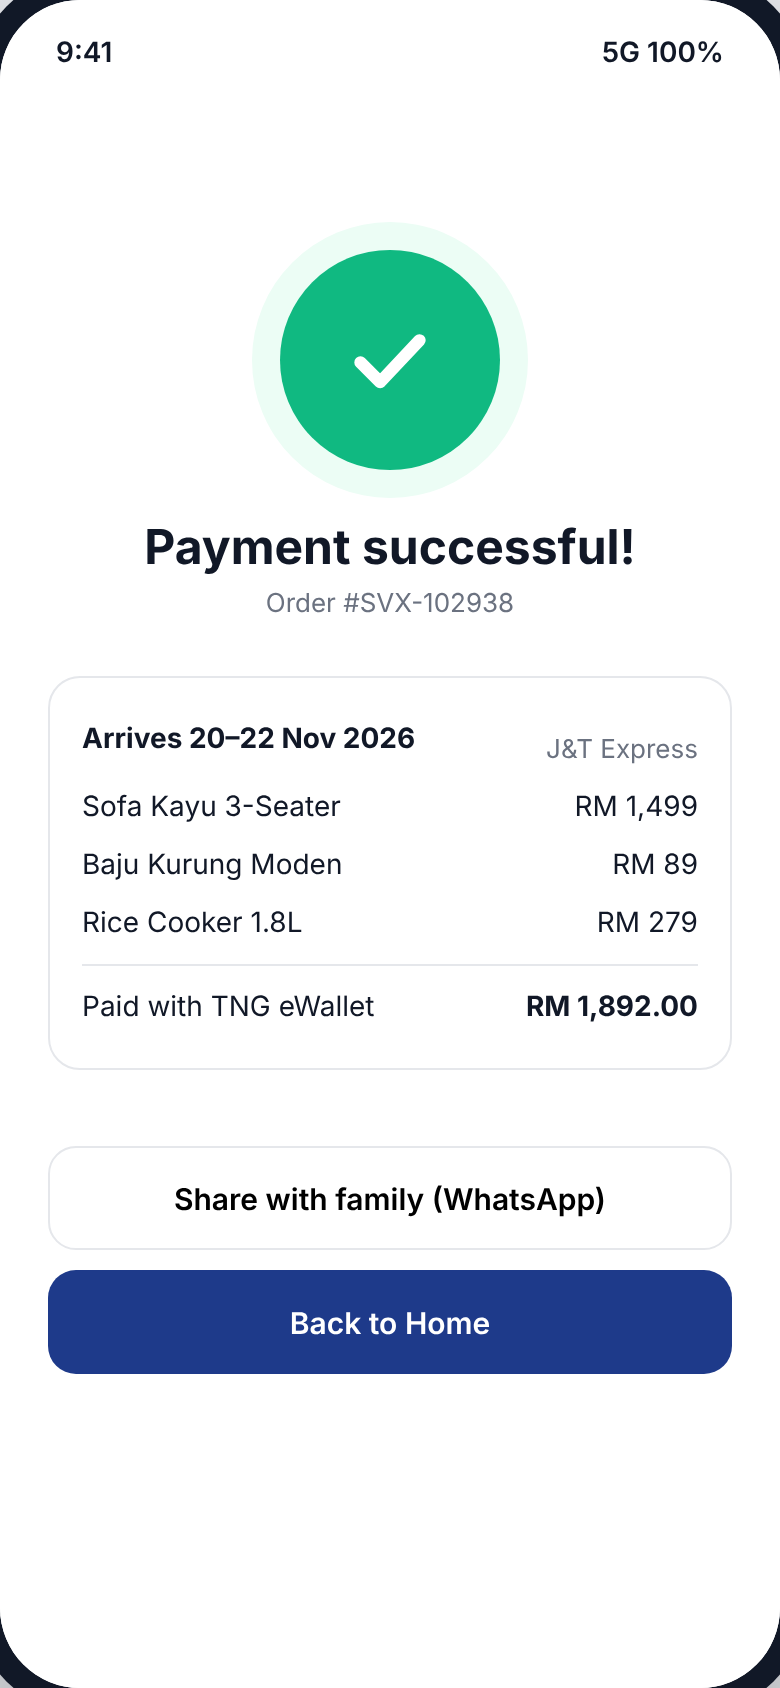 9:41 5G 100%
Payment successful!
Order #SVX-102938
Arrives 20–22 Nov 2026 J&T Express
Sofa Kayu 3-Seater RM 1,499
Baju Kurung Moden RM 89
Rice Cooker 1.8L RM 279
Paid with TNG eWallet RM 1,892.00
Share with family (WhatsApp)
Back to Home